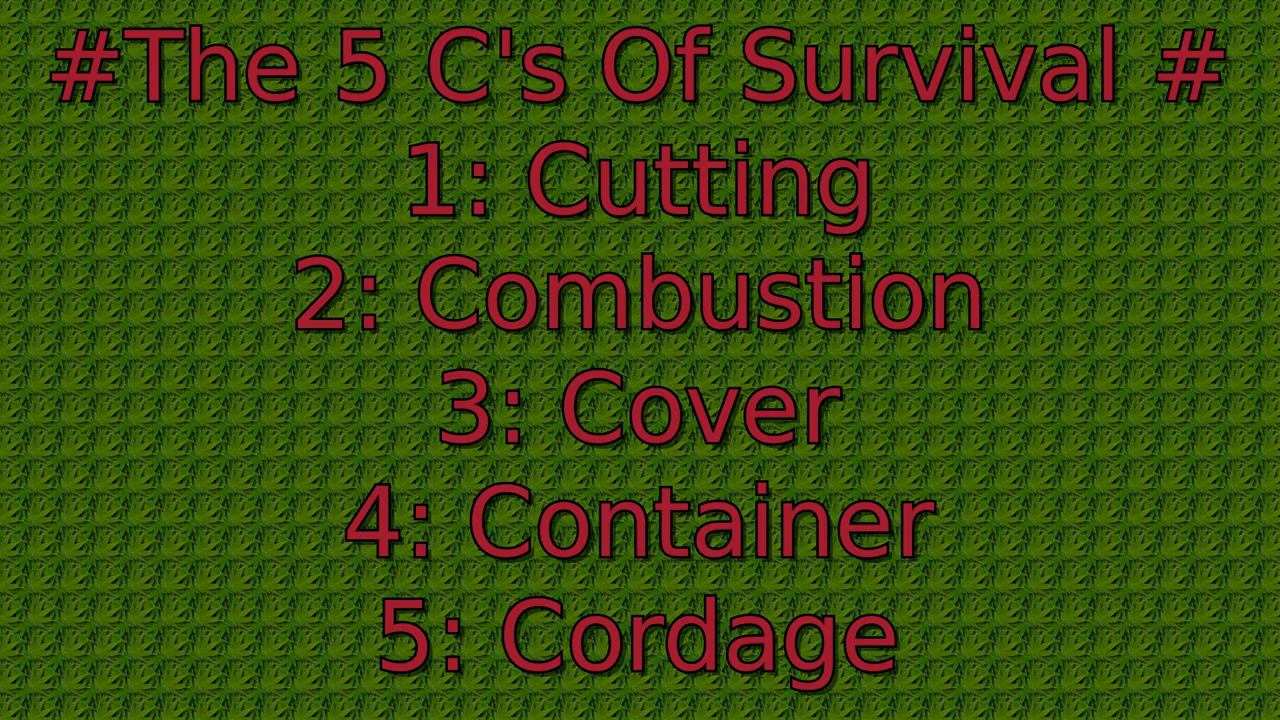 #The 5 C's Of Survival #
1: Cutting
2: Combustion
3: Cover
4: Container
5: Cordage